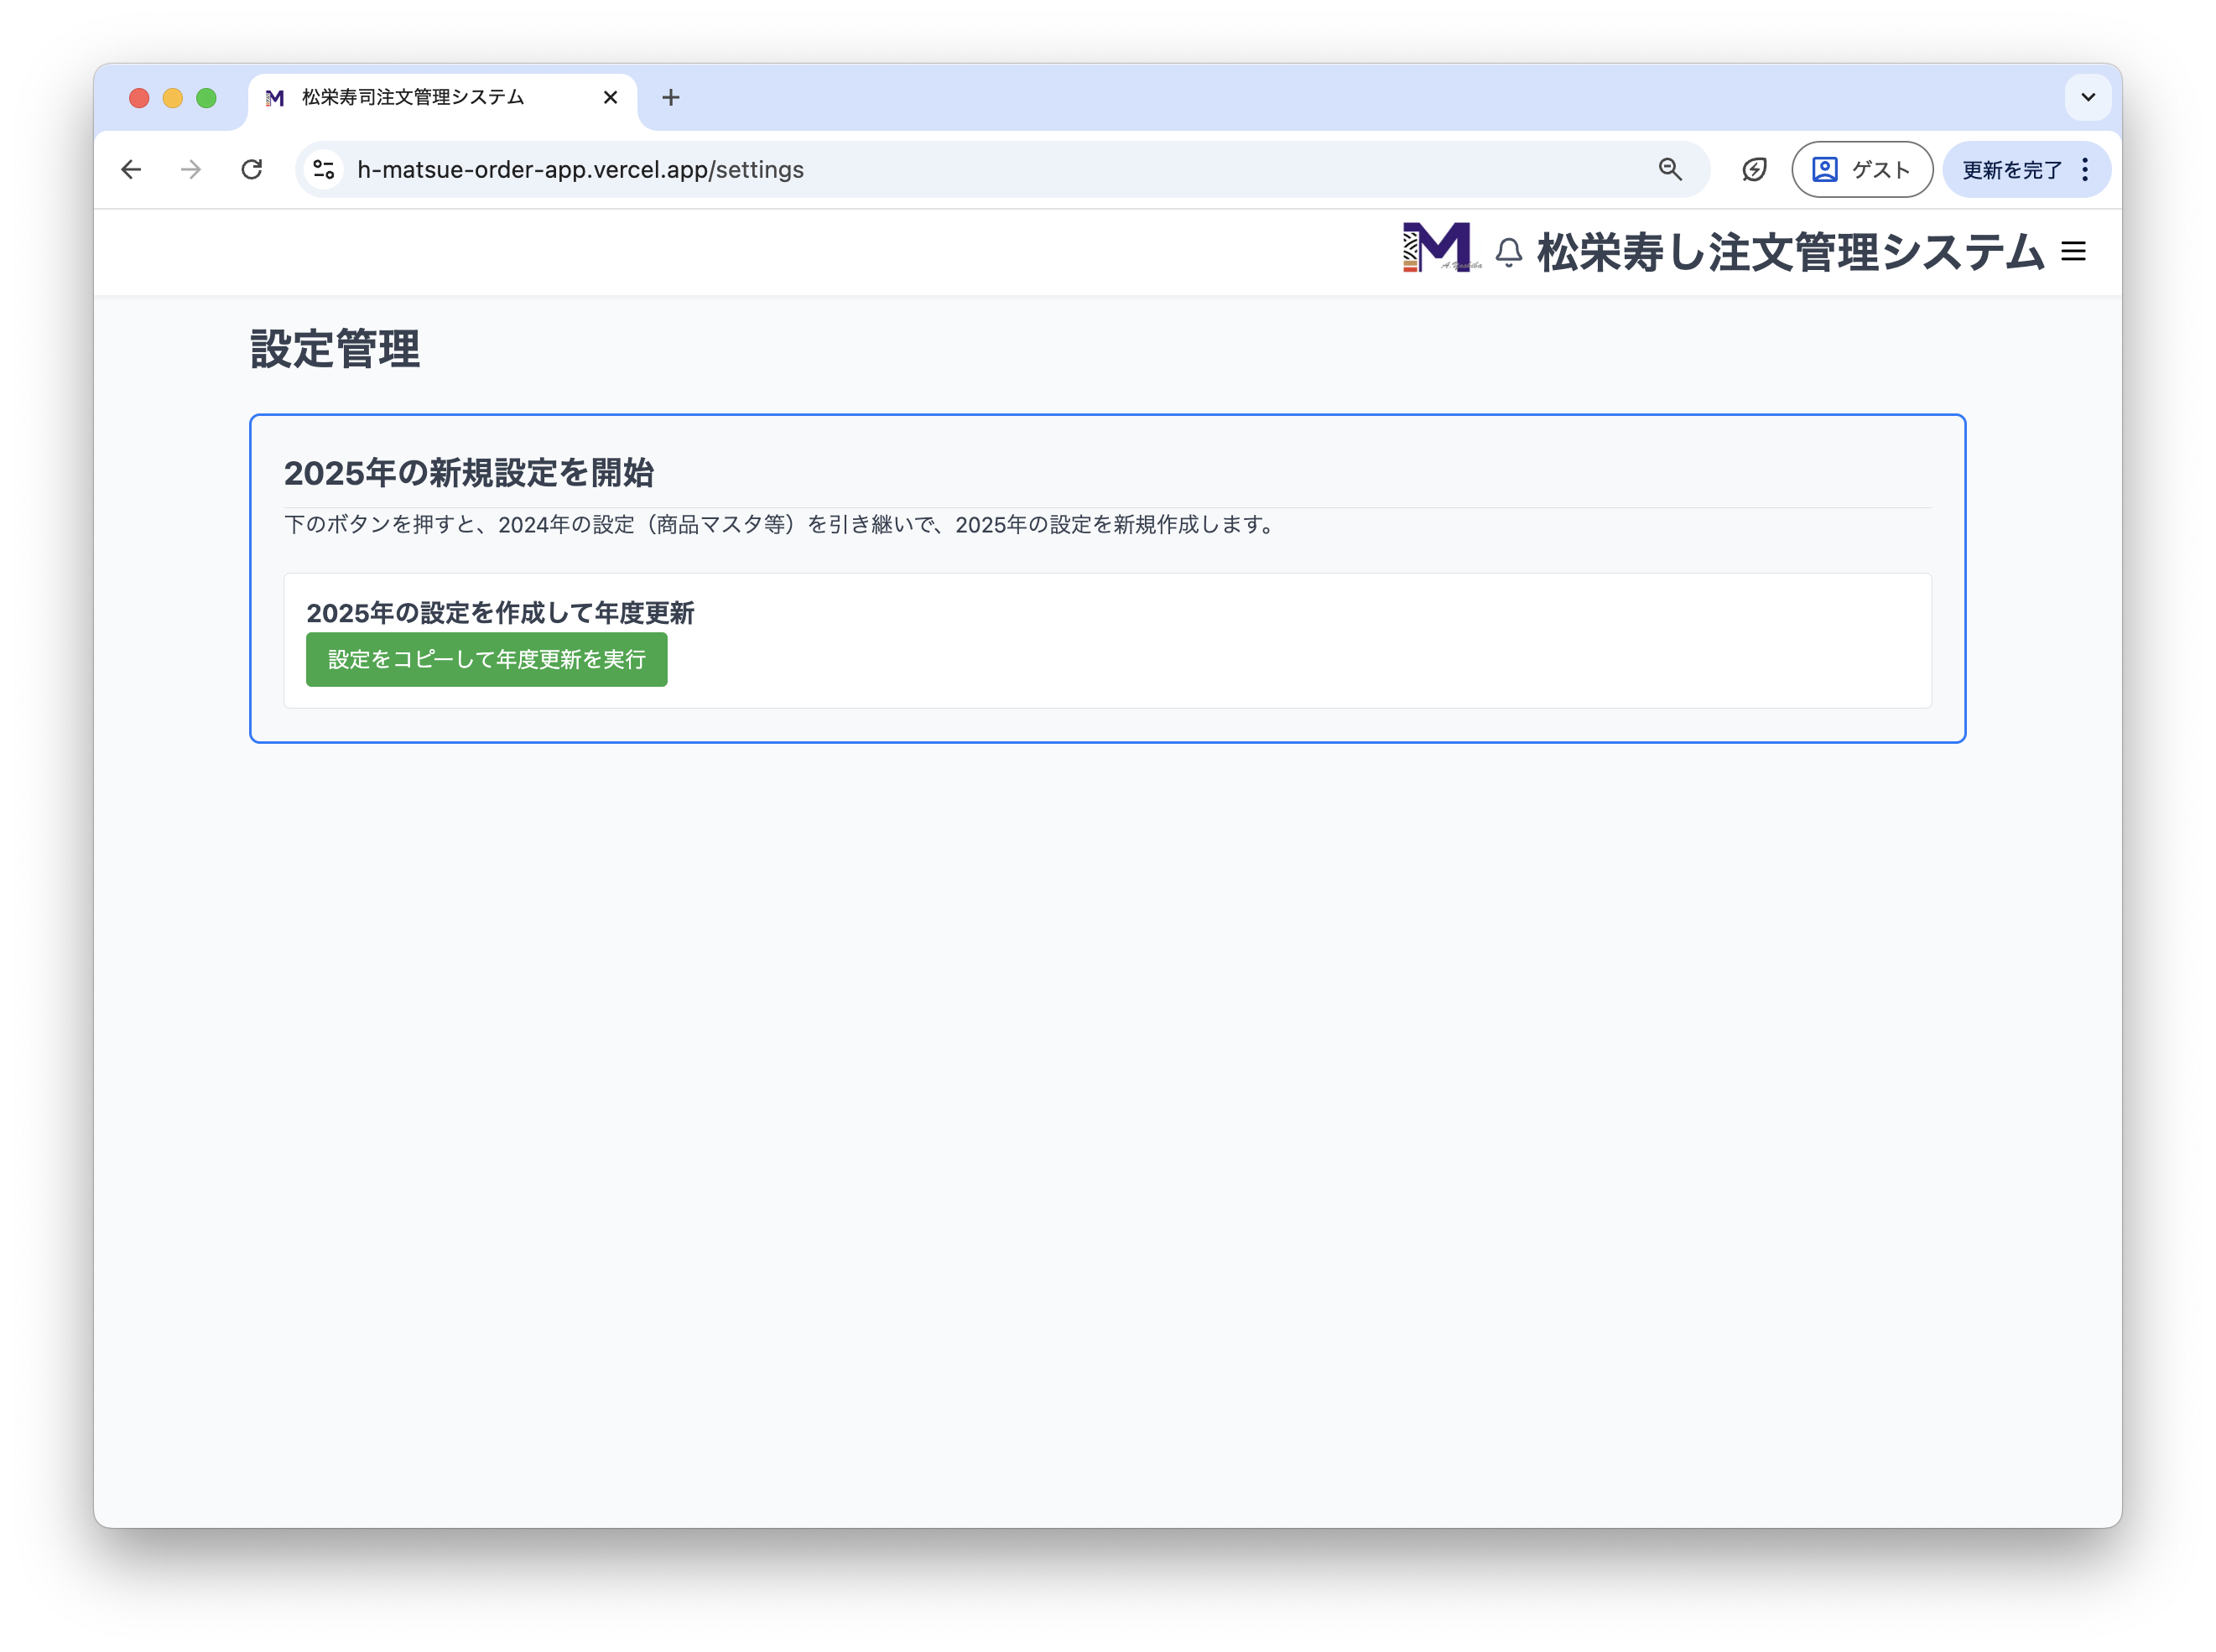 松栄寿司注文管理システム
h-matsue-order-app.vercel.app/settings
ゲスト
更新を完了
M
A.Yoshiba
松栄寿し注文管理システム
設定管理
2025年の新規設定を開始
下のボタンを押すと、2024年の設定（商品マスタ等）を引き継いで、2025年の設定を新規作成します。
2025年の設定を作成して年度更新
設定をコピーして年度更新を実行